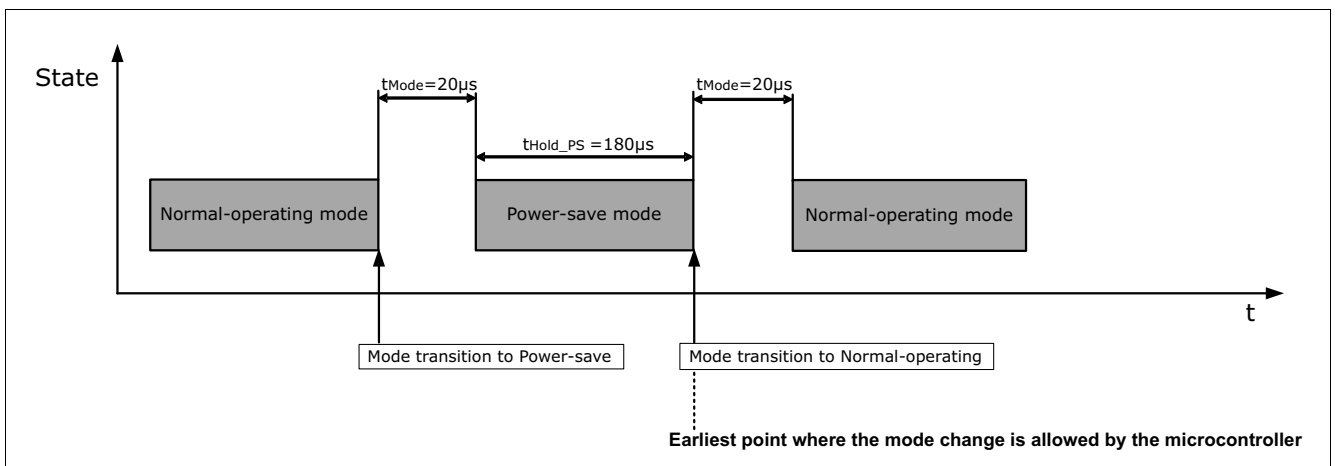 State
tMode=20µs
tMode=20µs
tHold_PS =180µs
Normal-operating mode
Power-save mode
Normal-operating mode
t
Mode transition to Power-save
Mode transition to Normal-operating
Earliest point where the mode change is allowed by the microcontroller